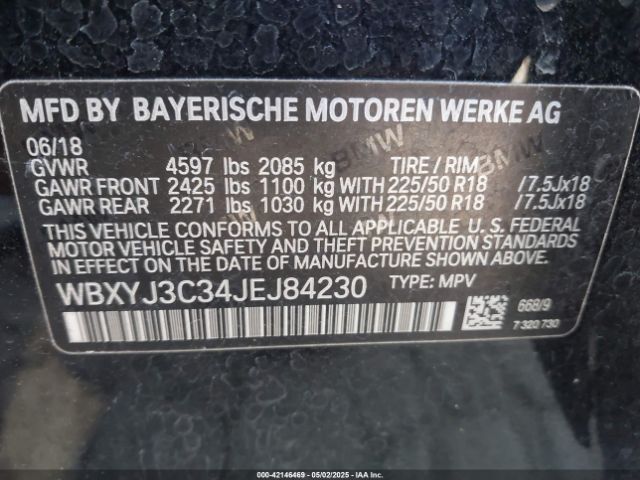 MFD BY BAYERISCHE MOTOREN WERKE AG
06/18
GVWR 4597 lbs 2085 kg TIRE / RIM
GAWR FRONT 2425 lbs 1100 kg WITH 225/50 R18 /7.5Jx18
GAWR REAR 2271 lbs 1030 kg WITH 225/50 R18 /7.5Jx18
THIS VEHICLE CONFORMS TO ALL APPLICABLE U. S. FEDERAL
MOTOR VEHICLE SAFETY AND THEFT PREVENTION STANDARDS
IN EFFECT ON THE DATE OF MANUFACTURE SHOWN ABOVE.
WBXYJ3C34JEJ84230 TYPE: MPV
668/9
7 320 730
000-42146469 - 05/02/2025 - IAAI.COM